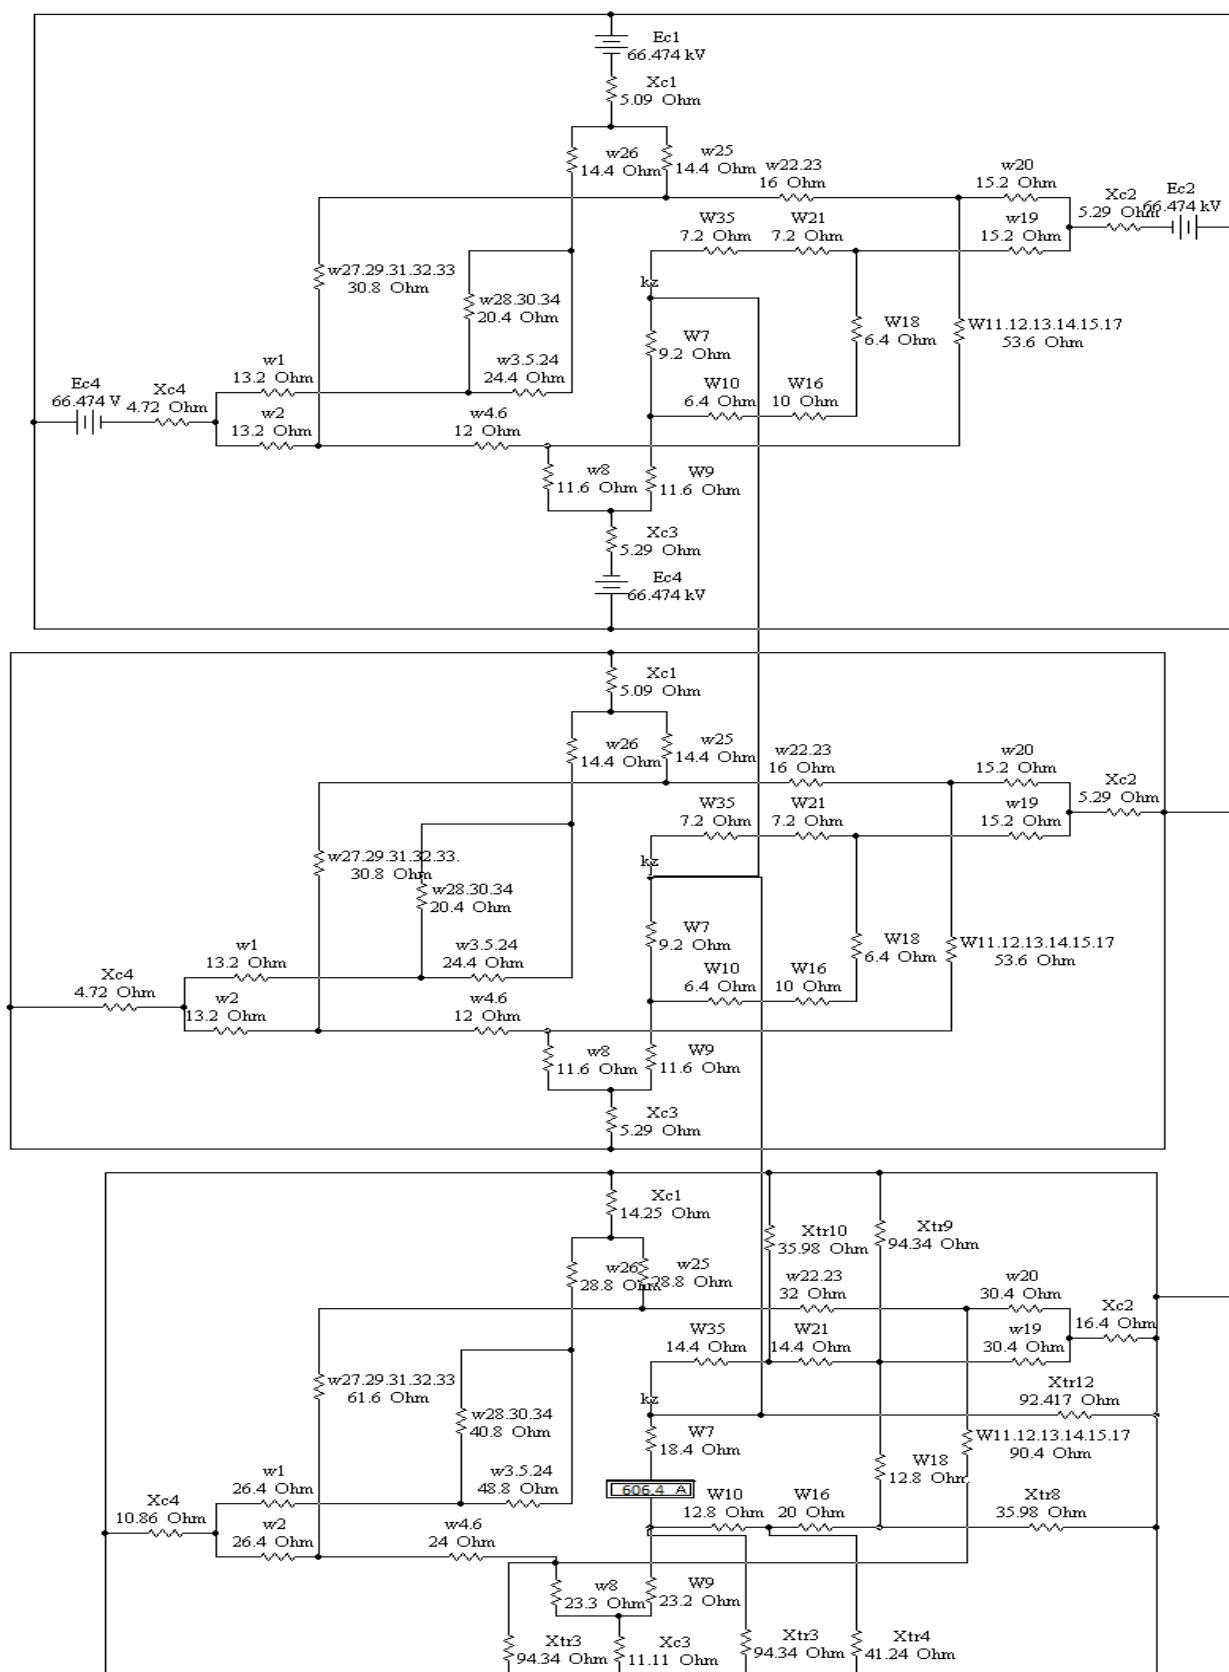 Ec1
66.474 kV
Xc1
5.09 Ohm
w26
14.4 Ohm
w25
14.4 Ohm
w22.23
16 Ohm
w20
15.2 Ohm
Xc2
5.29 Ohm
Ec2
66.474 kV
W35
7.2 Ohm
W21
7.2 Ohm
w19
15.2 Ohm
w27.29.31.32.33
30.8 Ohm
kz
w28.30.34
20.4 Ohm
W7
9.2 Ohm
W18
6.4 Ohm
W11.12.13.14.15.17
53.6 Ohm
w1
13.2 Ohm
w3.5.24
24.4 Ohm
Ec4
66.474 V
Xc4
4.72 Ohm
W10
6.4 Ohm
W16
10 Ohm
w2
13.2 Ohm
w4.6
12 Ohm
w8
11.6 Ohm
W9
11.6 Ohm
Xc3
5.29 Ohm
Ec4
66.474 kV
Xc1
5.09 Ohm
w26
14.4 Ohm
w25
14.4 Ohm
w22.23
16 Ohm
w20
15.2 Ohm
Xc2
5.29 Ohm
W35
7.2 Ohm
W21
7.2 Ohm
w19
15.2 Ohm
w27.29.31.32.33.
30.8 Ohm
kz
w28.30.34
20.4 Ohm
W7
9.2 Ohm
W18
6.4 Ohm
W11.12.13.14.15.17
53.6 Ohm
w1
13.2 Ohm
w3.5.24
24.4 Ohm
Xc4
4.72 Ohm
W10
6.4 Ohm
W16
10 Ohm
w2
13.2 Ohm
w4.6
12 Ohm
w8
11.6 Ohm
W9
11.6 Ohm
Xc3
5.29 Ohm
Xc1
14.25 Ohm
Xtr10
35.98 Ohm
Xtr9
94.34 Ohm
w26
28.8 Ohm
w25
28.8 Ohm
w22.23
32 Ohm
w20
30.4 Ohm
Xc2
16.4 Ohm
W35
14.4 Ohm
W21
14.4 Ohm
w19
30.4 Ohm
w27.29.31.32.33
61.6 Ohm
kz
Xtr12
92.417 Ohm
w28.30.34
40.8 Ohm
W7
18.4 Ohm
W11.12.13.14.15.17
90.4 Ohm
W18
12.8 Ohm
w1
26.4 Ohm
w3.5.24
48.8 Ohm
606.4 A
Xc4
10.86 Ohm
W10
12.8 Ohm
W16
20 Ohm
Xtr8
35.98 Ohm
w2
26.4 Ohm
w4.6
24 Ohm
w8
23.3 Ohm
W9
23.2 Ohm
Xtr3
94.34 Ohm
Xc3
11.11 Ohm
Xtr3
94.34 Ohm
Xtr4
41.24 Ohm